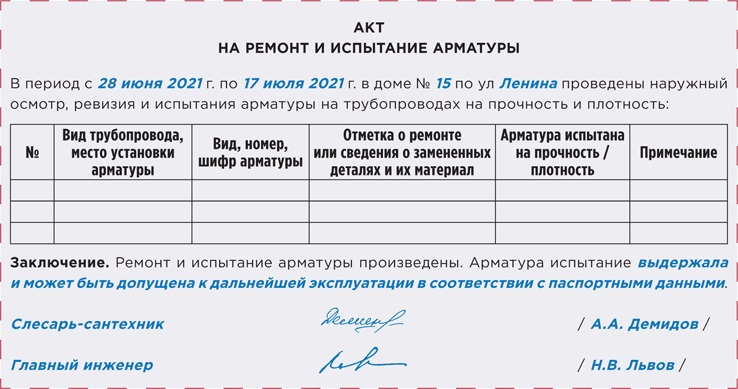 АКТ
НА РЕМОНТ И ИСПЫТАНИЕ АРМАТУРЫ
В период с 28 июня 2021 г. по 17 июля 2021 г. в доме № 15 по ул Ленина проведены наружный
осмотр, ревизия и испытания арматуры на трубопроводах на прочность и плотность:
№
Вид трубопровода,
место установки
арматуры
Вид, номер,
шифр арматуры
Отметка о ремонте
или сведения о замененных
деталях и их материал
Арматура испытана
на прочность /
плотность
Примечание
Заключение. Ремонт и испытание арматуры произведены. Арматура испытание выдержала
и может быть допущена к дальнейшей эксплуатации в соответствии с паспортными данными.
Слесарь-сантехник / А.А. Демидов /
Главный инженер / Н.В. Львов /